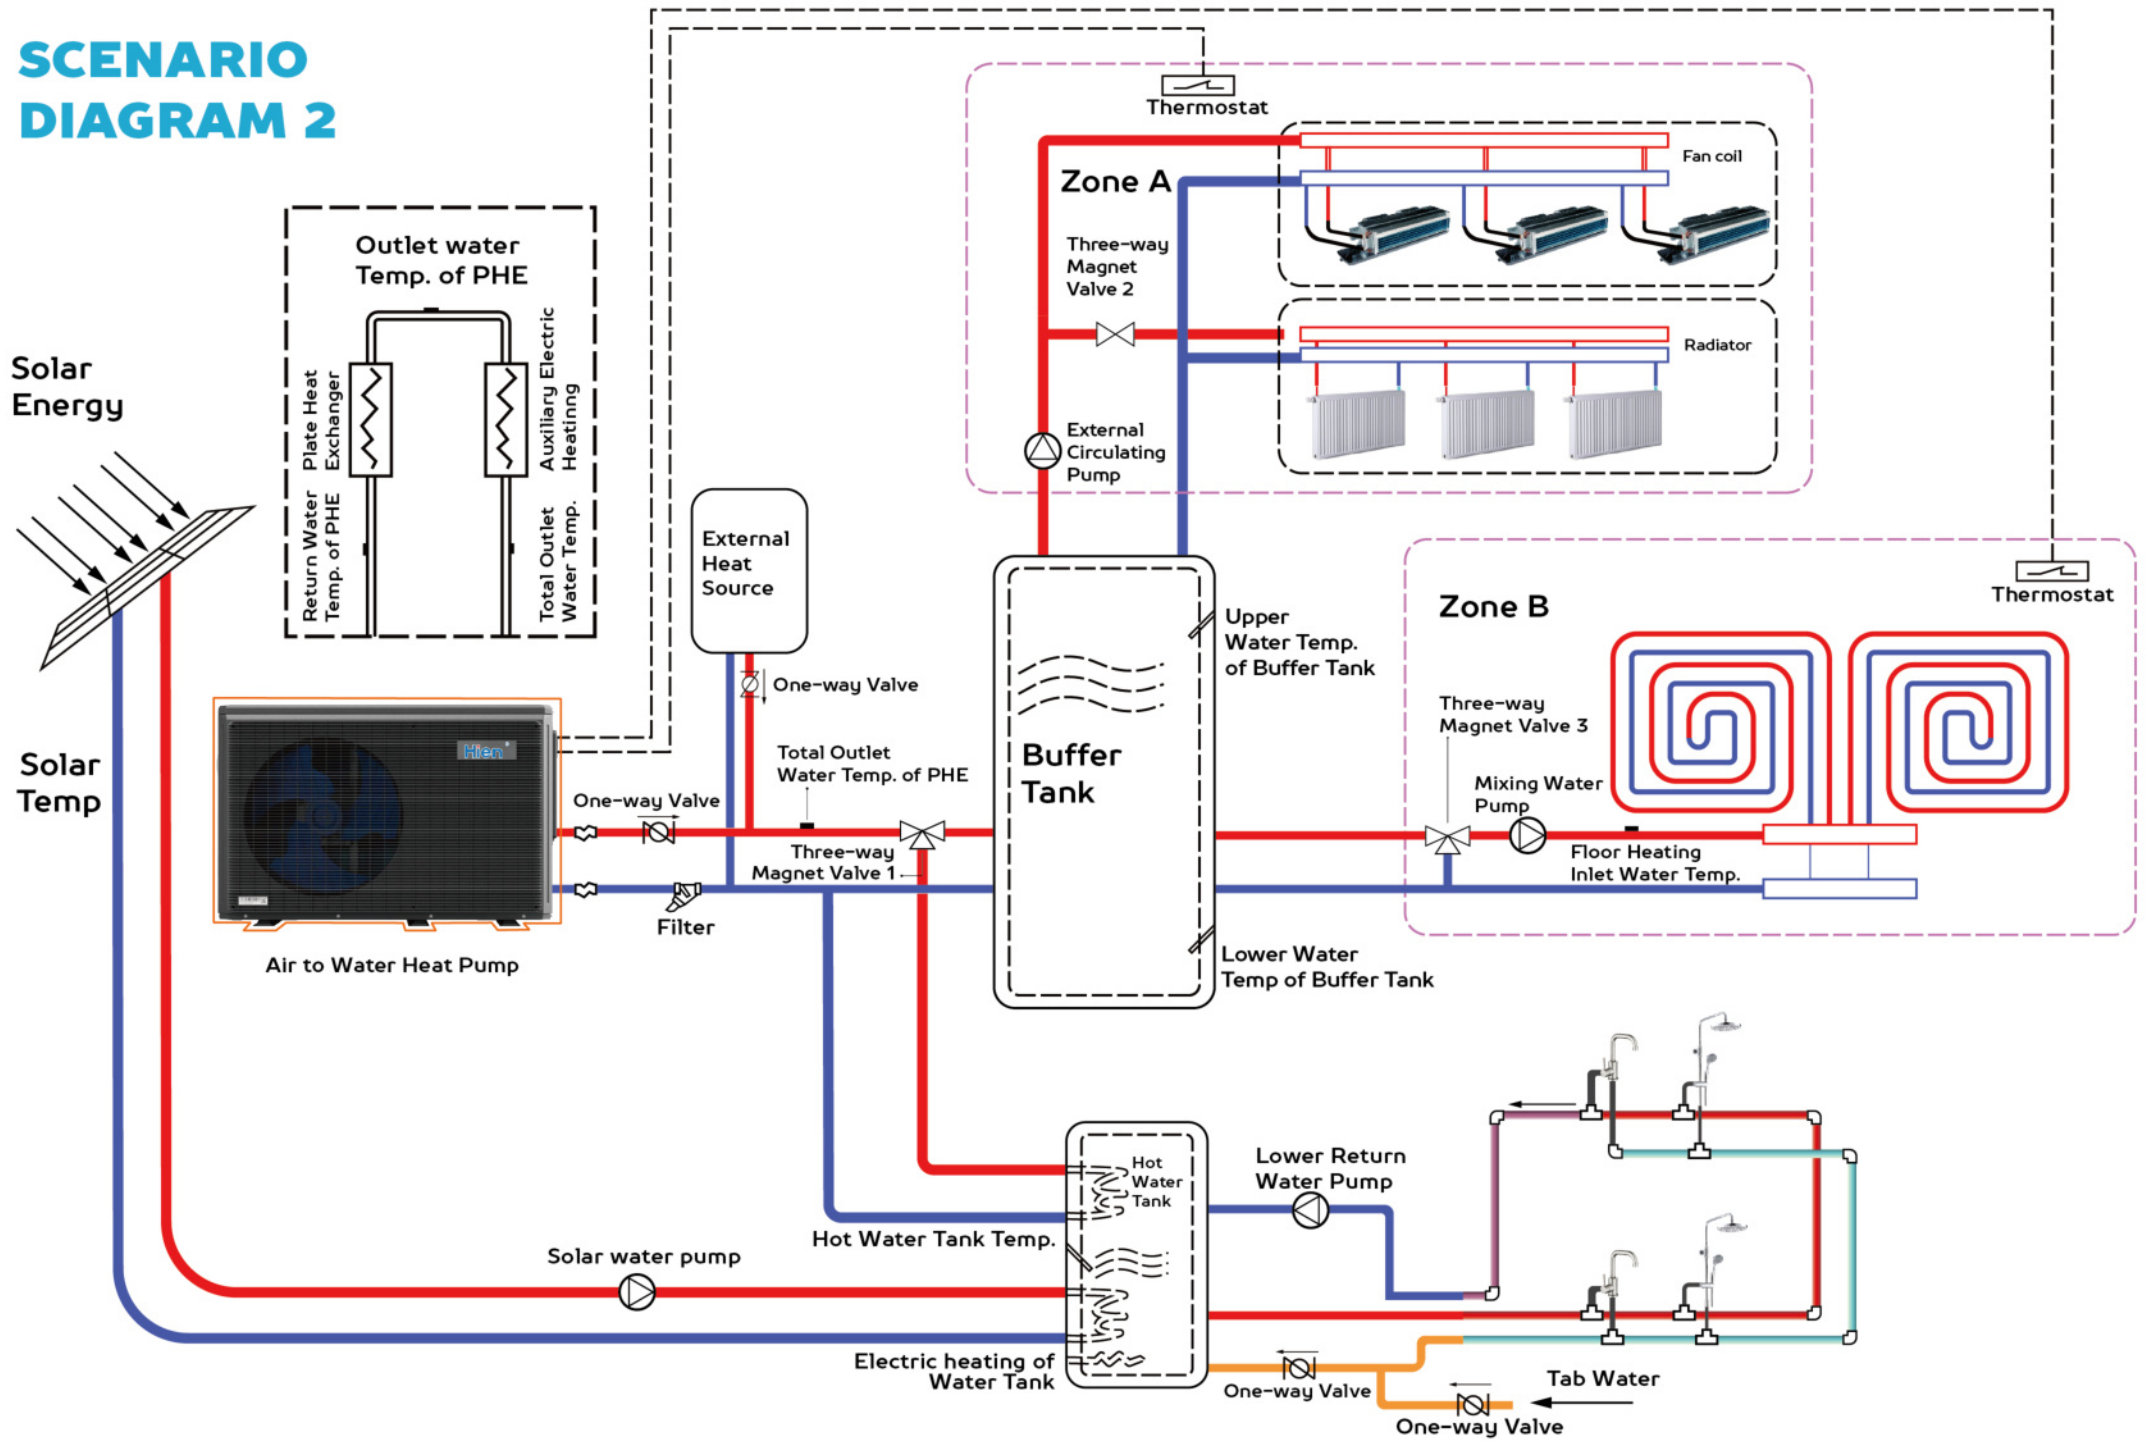 SCENARIO
DIAGRAM 2
Thermostat
Zone A
Fan coil
Three-way
Magnet
Valve 2
Radiator
External
Circulating
Pump
Outlet water
Temp. of PHE
Plate Heat
Exchanger
Auxiliary Electric
Heatinng
Return Water
Temp. of PHE
Total Outlet
Water Temp.
Solar
Energy
External
Heat
Source
One-way Valve
Thermostat
Zone B
Upper
Water Temp.
of Buffer Tank
Three-way
Magnet Valve 3
Mixing Water
Pump
Floor Heating
Inlet Water Temp.
Buffer
Tank
Lower Water
Temp of Buffer Tank
Hien
Solar
Temp
Total Outlet
Water Temp. of PHE
One-way Valve
Three-way
Magnet Valve 1
Filter
Air to Water Heat Pump
Hot
Water
Tank
Lower Return
Water Pump
Hot Water Tank Temp.
Solar water pump
Electric heating of
Water Tank
One-way Valve
Tab Water
One-way Valve